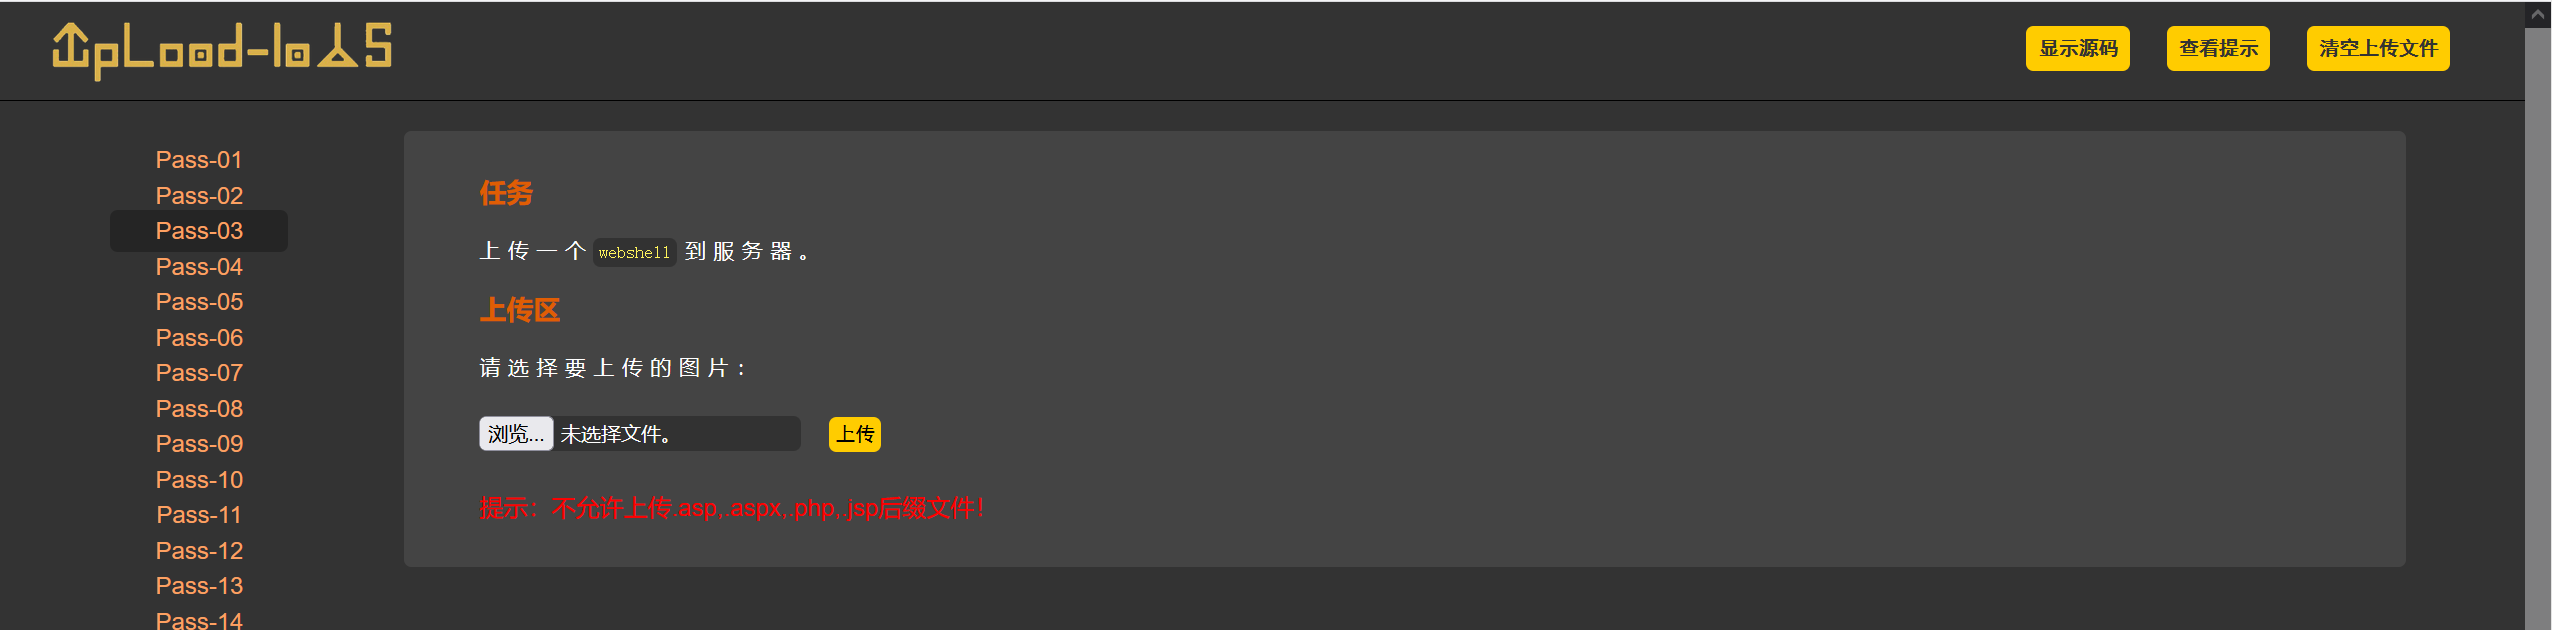 UpLoad-labS
显示源码 查看提示 清空上传文件
Pass-01
Pass-02
Pass-03
Pass-04
Pass-05
Pass-06
Pass-07
Pass-08
Pass-09
Pass-10
Pass-11
Pass-12
Pass-13
Pass-14
任务
上传一个 webshell 到服务器。
上传区
请选择要上传的图片：
浏览... 未选择文件。 上传
提示：不允许上传.asp,.aspx,.php,.jsp后缀文件！